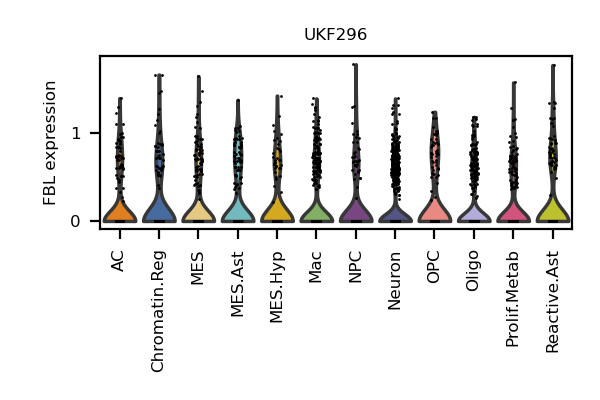 UKF296
FBL expression
1
0
AC
Chromatin.Reg
MES
MES.Ast
MES.Hyp
Mac
NPC
Neuron
OPC
Oligo
Prolif.Metab
Reactive.Ast